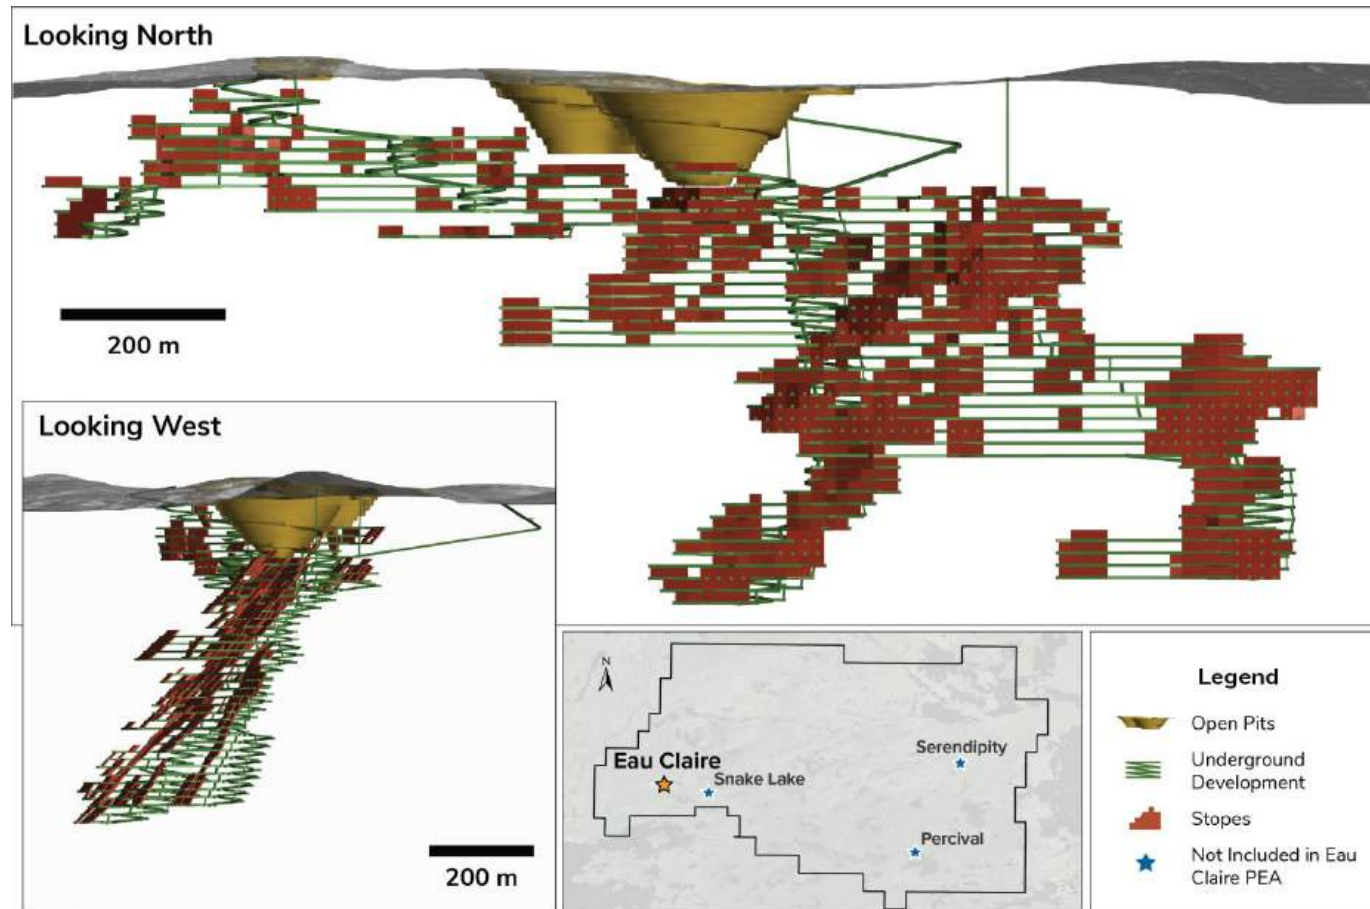 Looking North
200 m
Looking West
200 m
N
Eau Claire
Snake Lake
Serendipity
Percival
Legend
Open Pits
Underground
Development
Stopes
Not Included in Eau
Claire PEA